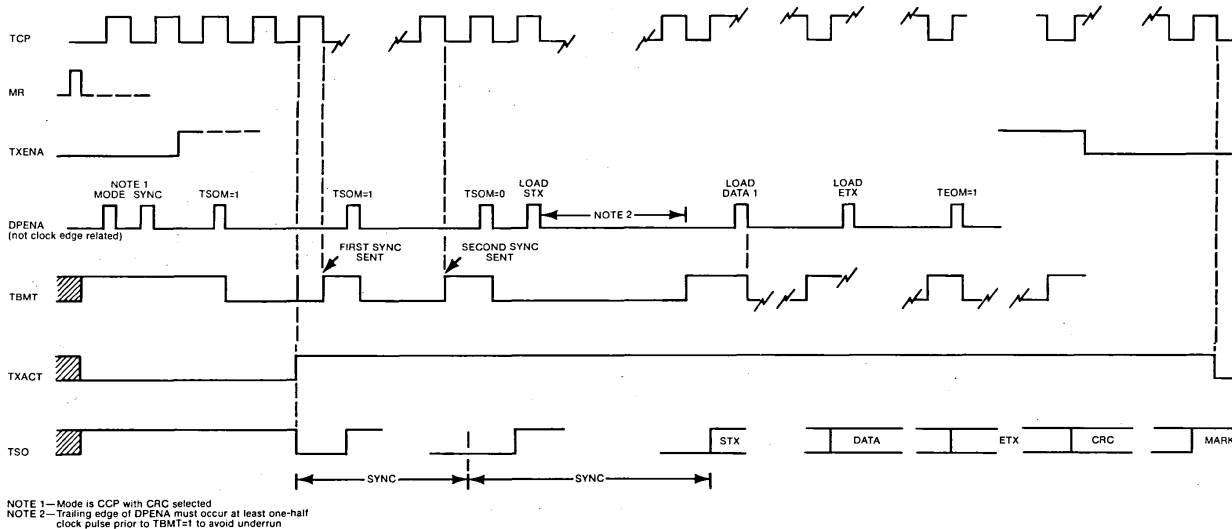 TCP
MR
TXENA
NOTE 1
MODE SYNC
TSOM=1
TSOM=1
TSOM=0
LOAD
STX
NOTE 2
LOAD
DATA 1
LOAD
ETX
TEOM=1
DPENA
(not clock edge related)
FIRST SYNC
SENT
SECOND SYNC
SENT
TBMT
TXACT
TSO
STX
DATA
ETX
CRC
MARK
SYNC
SYNC
NOTE 1—Mode is CCP with CRC selected
NOTE 2—Trailing edge of DPENA must occur at least one-half
clock pulse prior to TBMT=1 to avoid underrun